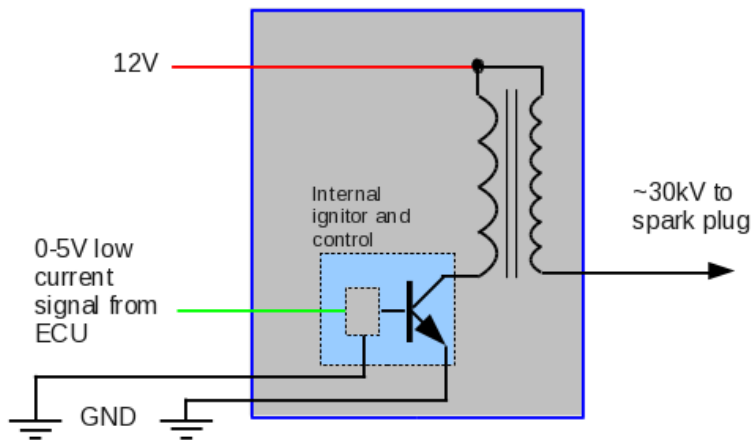 12V
Internal
ignitor and
control
~30kV to
spark plug
0-5V low
current
signal from
ECU
GND